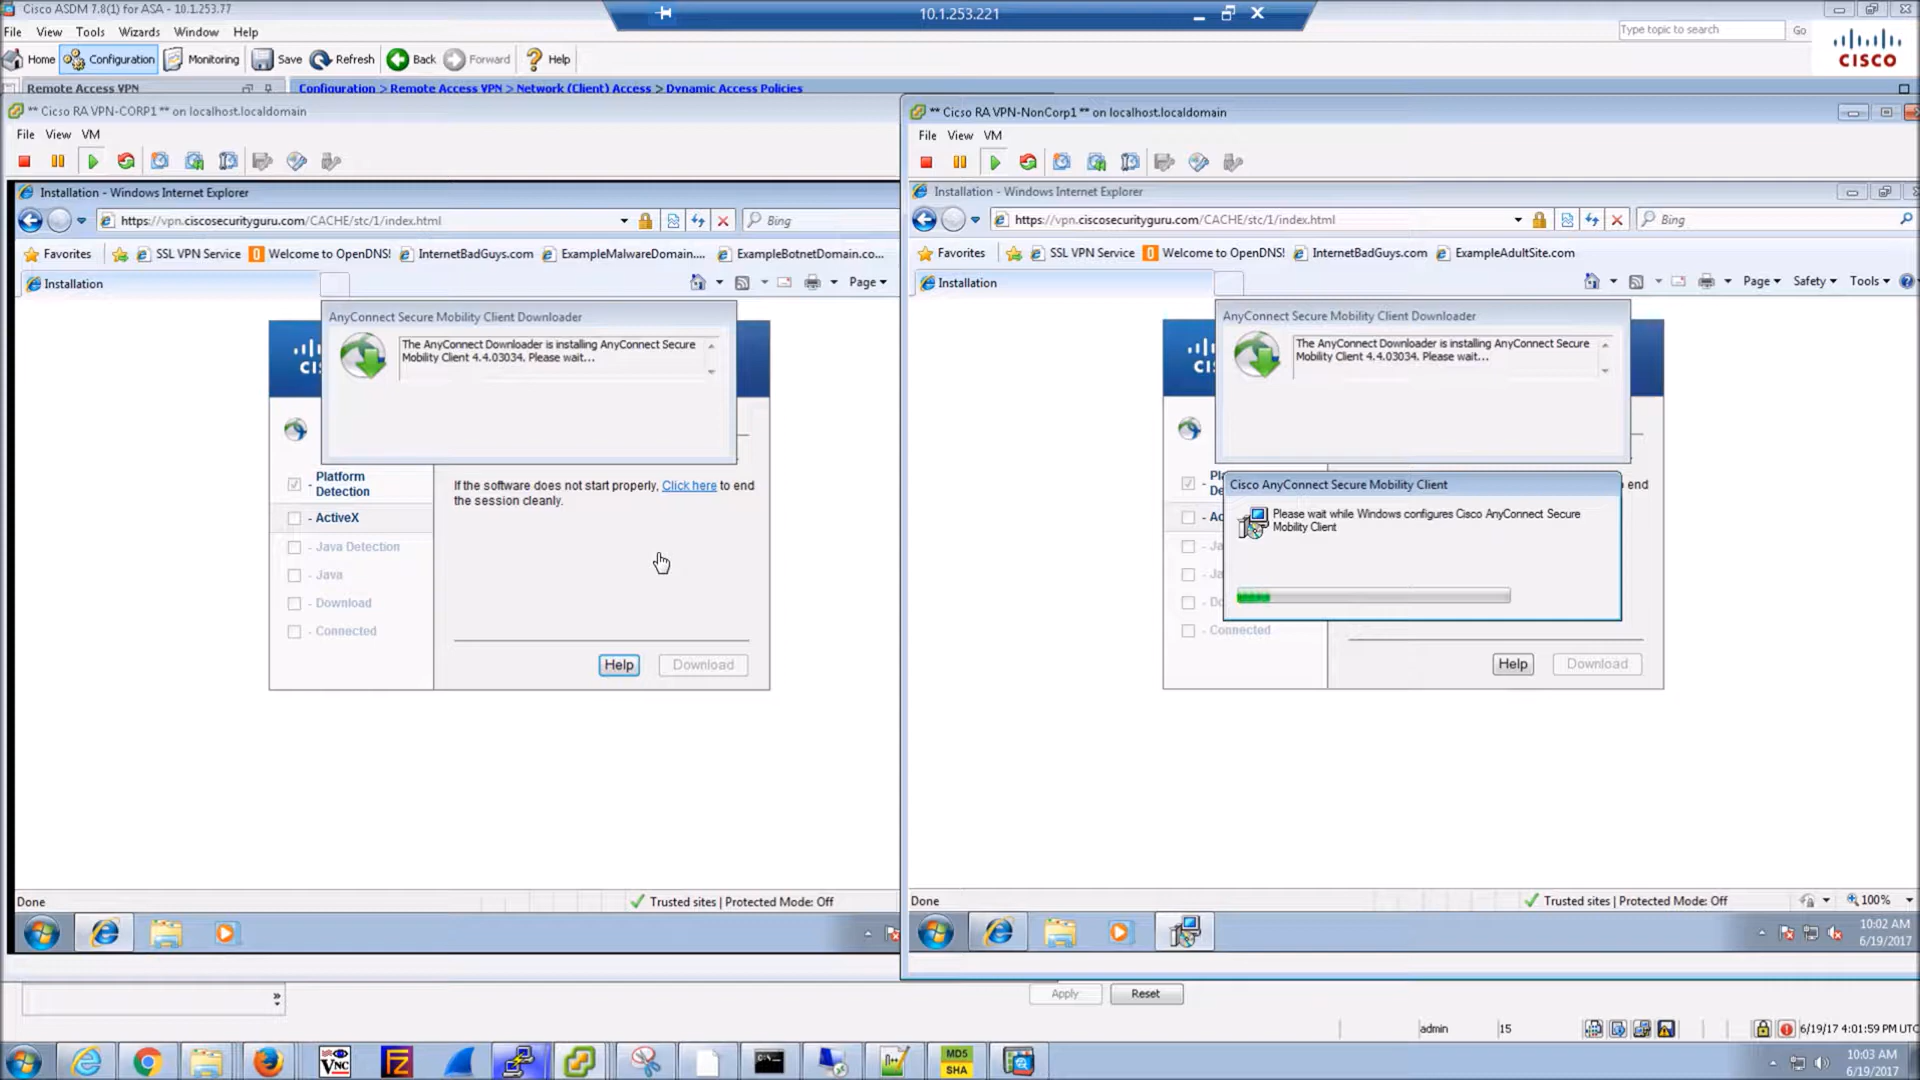 Cisco ASDM 7.8(1) for ASA - 10.1.253.77
10.1.253.221
File View Tools Wizards Window Help
Type topic to search Go
CISCO
Home Configuration Monitoring Save Refresh Back Forward Help
Remote Access VPN
Configuration > Remote Access VPN > Network (Client) Access > Dynamic Access Policies
** Cicso RA VPN-CORP1 ** on localhost.localdomain
File View VM
Installation - Windows Internet Explorer
https://vpn.ciscosecurityguru.com/CACHE/stc/1/index.html
Bing
Favorites SSL VPN Service Welcome to OpenDNS! InternetBadGuys.com ExampleMalwareDomain.... ExampleBotnetDomain.co...
Installation
Page
AnyConnect Secure Mobility Client Downloader
The AnyConnect Downloader is installing AnyConnect Secure
Mobility Client 4.4.03034. Please wait...
- Platform
Detection
- ActiveX
- Java Detection
- Java
- Download
- Connected
If the software does not start properly, Click here to end
the session cleanly.
Help Download
Done
Trusted sites | Protected Mode: Off
** Cicso RA VPN-NonCorp1 ** on localhost.localdomain
File View VM
Installation - Windows Internet Explorer
https://vpn.ciscosecurityguru.com/CACHE/stc/1/index.html
Bing
Favorites SSL VPN Service Welcome to OpenDNS! InternetBadGuys.com ExampleAdultSite.com
Installation
Page Safety Tools
AnyConnect Secure Mobility Client Downloader
The AnyConnect Downloader is installing AnyConnect Secure
Mobility Client 4.4.03034. Please wait...
end
Cisco AnyConnect Secure Mobility Client
Please wait while Windows configures Cisco AnyConnect Secure
Mobility Client
- Connected
Help Download
Done
Trusted sites | Protected Mode: Off
100%
10:02 AM
6/19/2017
Apply Reset
admin 15 6/19/17 4:01:59 PM UTC
VNC
FZ
MD5
SHA
10:03 AM
6/19/2017